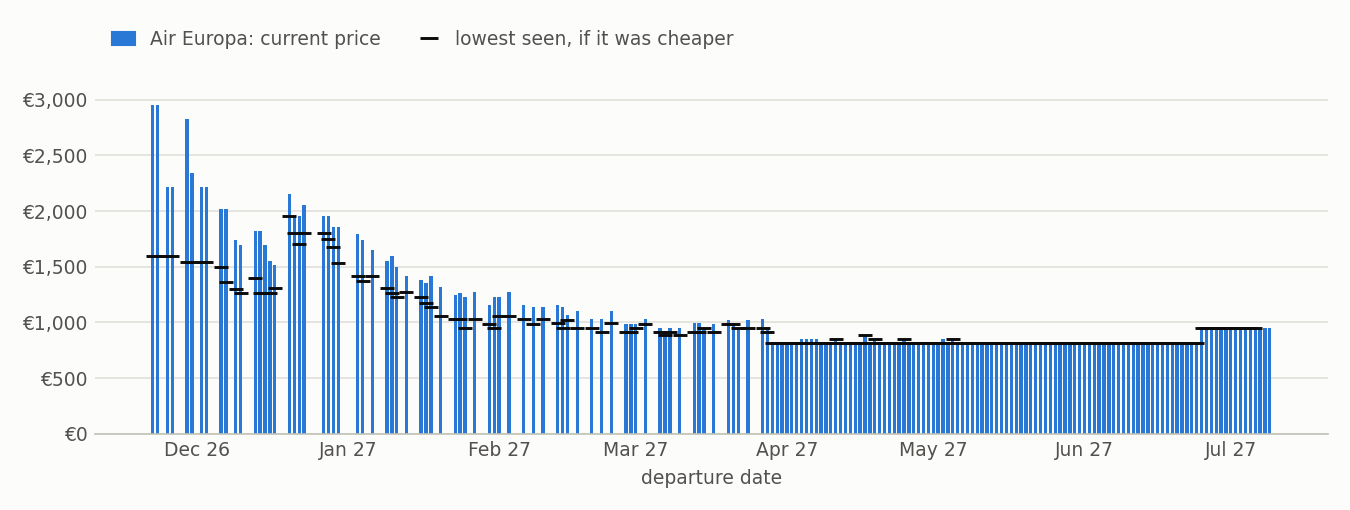 Air Europa: current price
lowest seen, if it was cheaper
€3,000
€2,500
€2,000
€1,500
€1,000
€500
€0
Dec 26 Jan 27 Feb 27 Mar 27 Apr 27 May 27 Jun 27 Jul 27
departure date